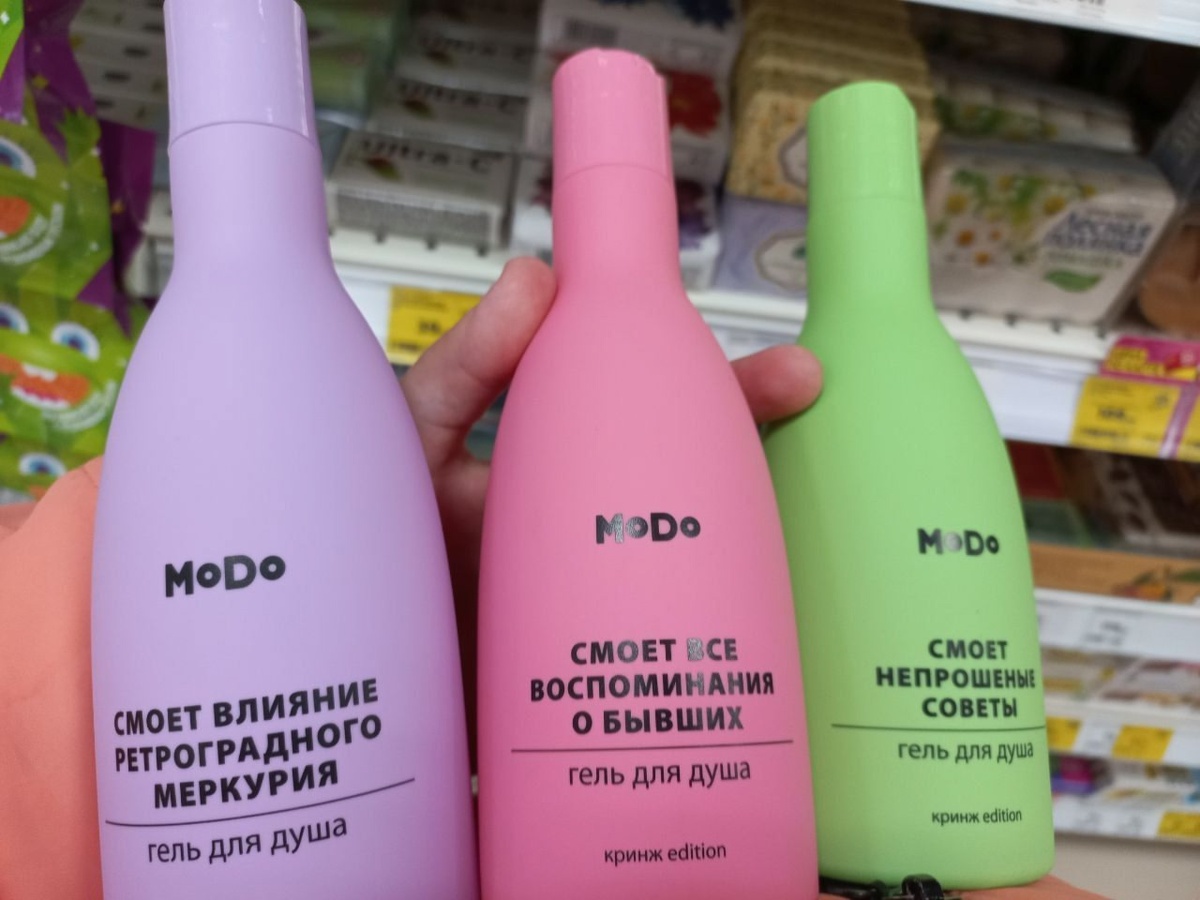 MoDo
СМОЕТ ВЛИЯНИЕ
РЕТРОГРАДНОГО
МЕРКУРИЯ
гель для душа
MoDo
СМОЕТ ВСЕ
ВОСПОМИНАНИЯ
О БЫВШИХ
гель для душа
кринж edition
MoDo
СМОЕТ
НЕПРОШЕНЫЕ
СОВЕТЫ
гель для душа
кринж edition
Ultra-C